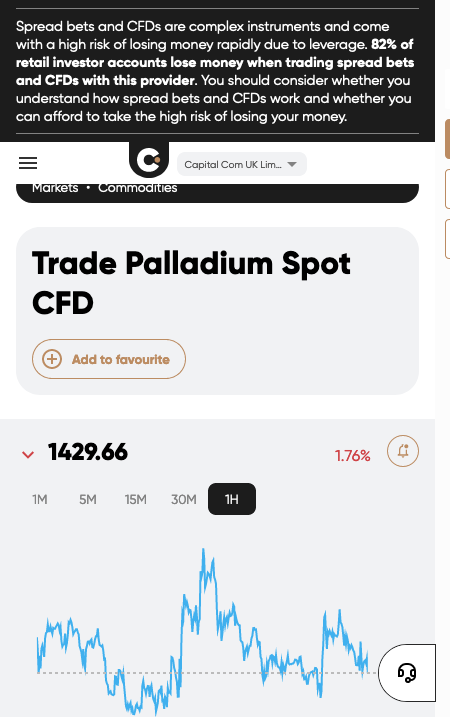 Spread bets and CFDs are complex instruments and come
with a high risk of losing money rapidly due to leverage. 82% of
retail investor accounts lose money when trading spread bets
and CFDs with this provider. You should consider whether you
understand how spread bets and CFDs work and whether you
can afford to take the high risk of losing your money.
Capital Com UK Lim...
Markets • Commodities
Trade Palladium Spot
CFD
Add to favourite
1429.66
1.76%
1M 5M 15M 30M 1H